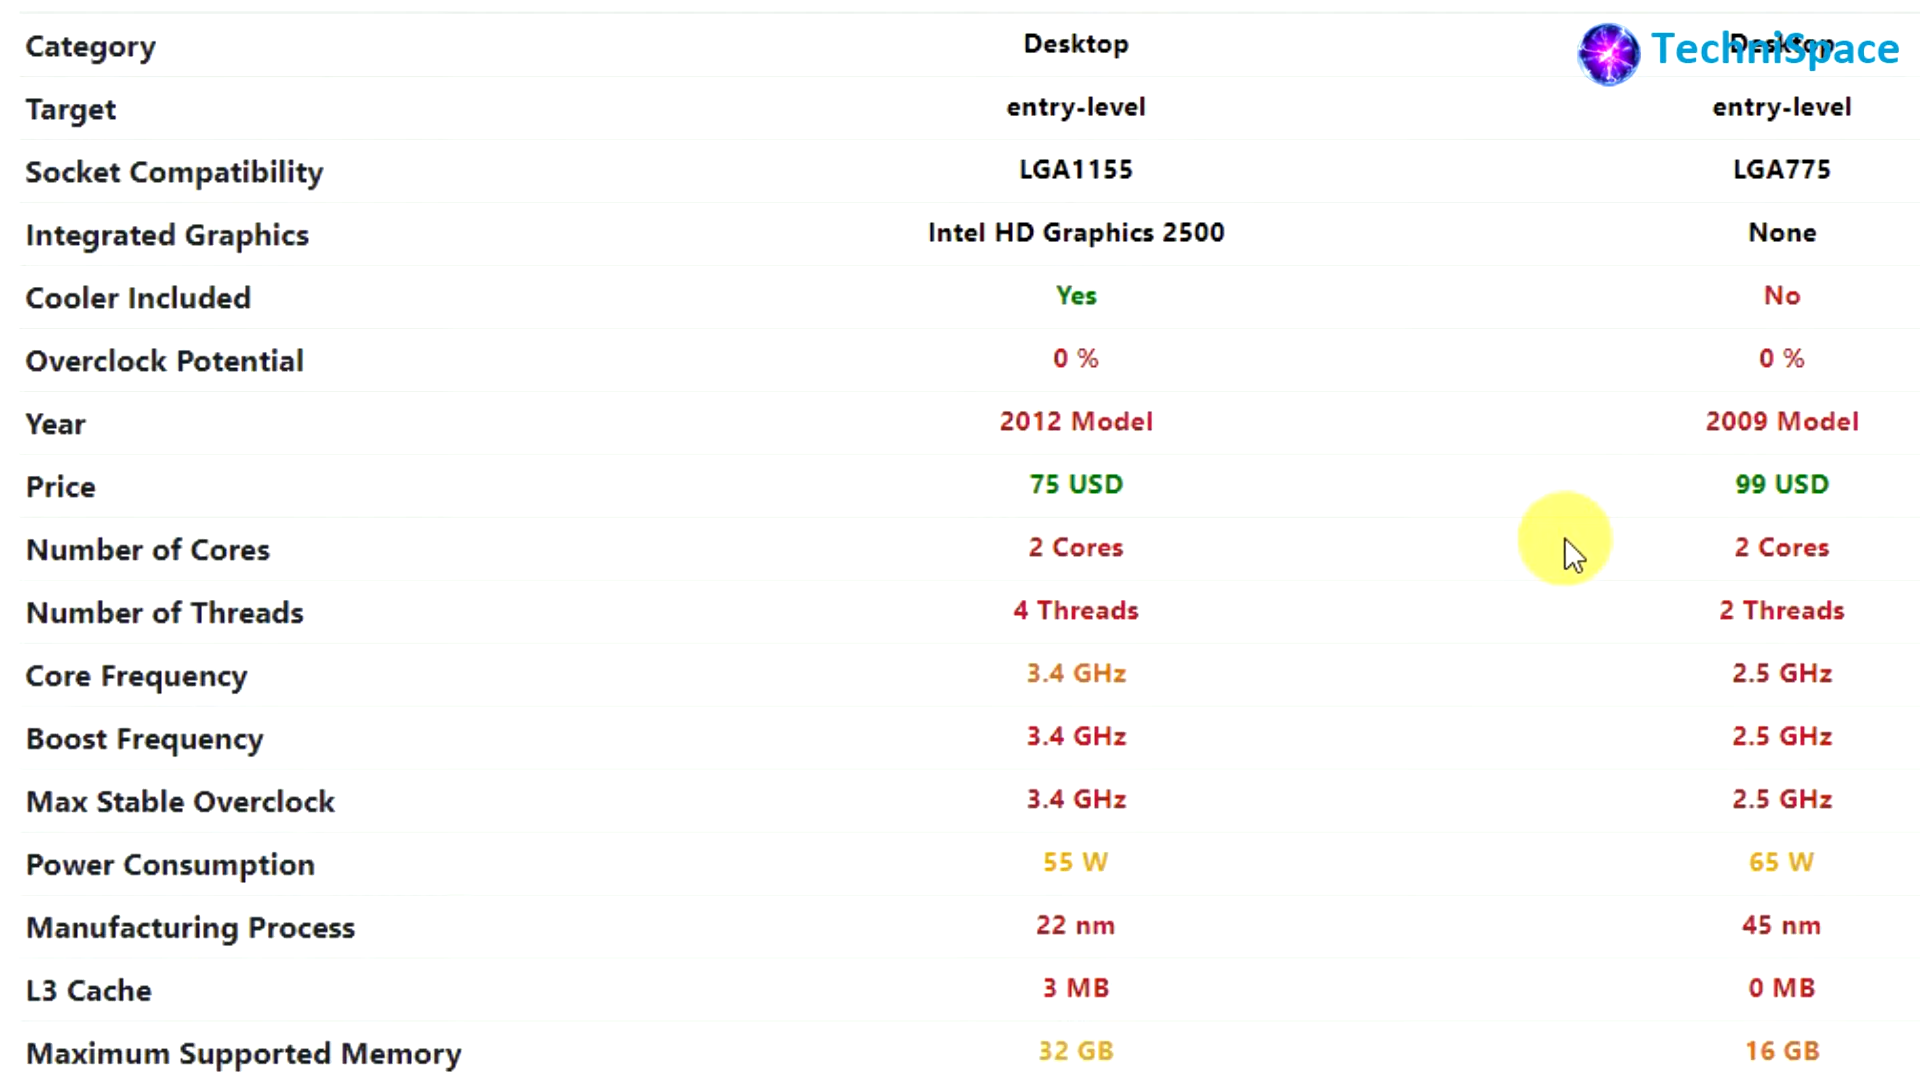 Category Desktop Desktop
TechniSpace
Target entry-level entry-level
Socket Compatibility LGA1155 LGA775
Integrated Graphics Intel HD Graphics 2500 None
Cooler Included Yes No
Overclock Potential 0 % 0 %
Year 2012 Model 2009 Model
Price 75 USD 99 USD
Number of Cores 2 Cores 2 Cores
Number of Threads 4 Threads 2 Threads
Core Frequency 3.4 GHz 2.5 GHz
Boost Frequency 3.4 GHz 2.5 GHz
Max Stable Overclock 3.4 GHz 2.5 GHz
Power Consumption 55 W 65 W
Manufacturing Process 22 nm 45 nm
L3 Cache 3 MB 0 MB
Maximum Supported Memory 32 GB 16 GB